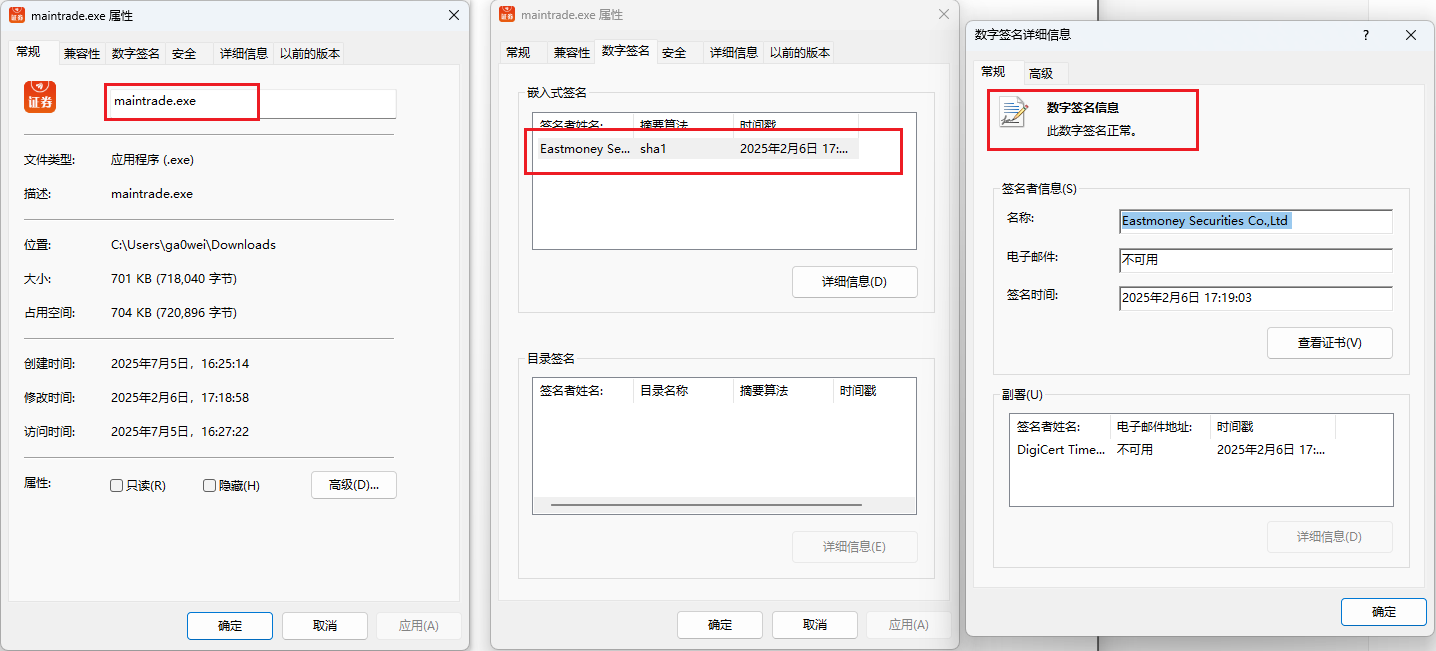 maintrade.exe 属性
常规 兼容性 数字签名 安全 详细信息 以前的版本
证券
maintrade.exe
文件类型: 应用程序 (.exe)
描述: maintrade.exe
位置: C:\Users\ga0wei\Downloads
大小: 701 KB (718,040 字节)
占用空间: 704 KB (720,896 字节)
创建时间: 2025年7月5日，16:25:14
修改时间: 2025年2月6日，17:18:58
访问时间: 2025年7月5日，16:27:22
属性: 只读(R) 隐藏(H) 高级(D)...
确定 取消 应用(A)
maintrade.exe 属性
常规 兼容性 数字签名 安全 详细信息 以前的版本
嵌入式签名
签名者姓名: 摘要算法 时间戳
Eastmoney Se... sha1 2025年2月6日 17:...
详细信息(D)
目录签名
签名者姓名: 目录名称 摘要算法 时间戳
详细信息(E)
确定 取消 应用(A)
数字签名详细信息 ?
常规 高级
数字签名信息
此数字签名正常。
签名者信息(S)
名称: Eastmoney Securities Co.,Ltd
电子邮件: 不可用
签名时间: 2025年2月6日 17:19:03
查看证书(V)
副署(U)
签名者姓名: 电子邮件地址: 时间戳
DigiCert Time... 不可用 2025年2月6日 17:...
详细信息(D)
确定